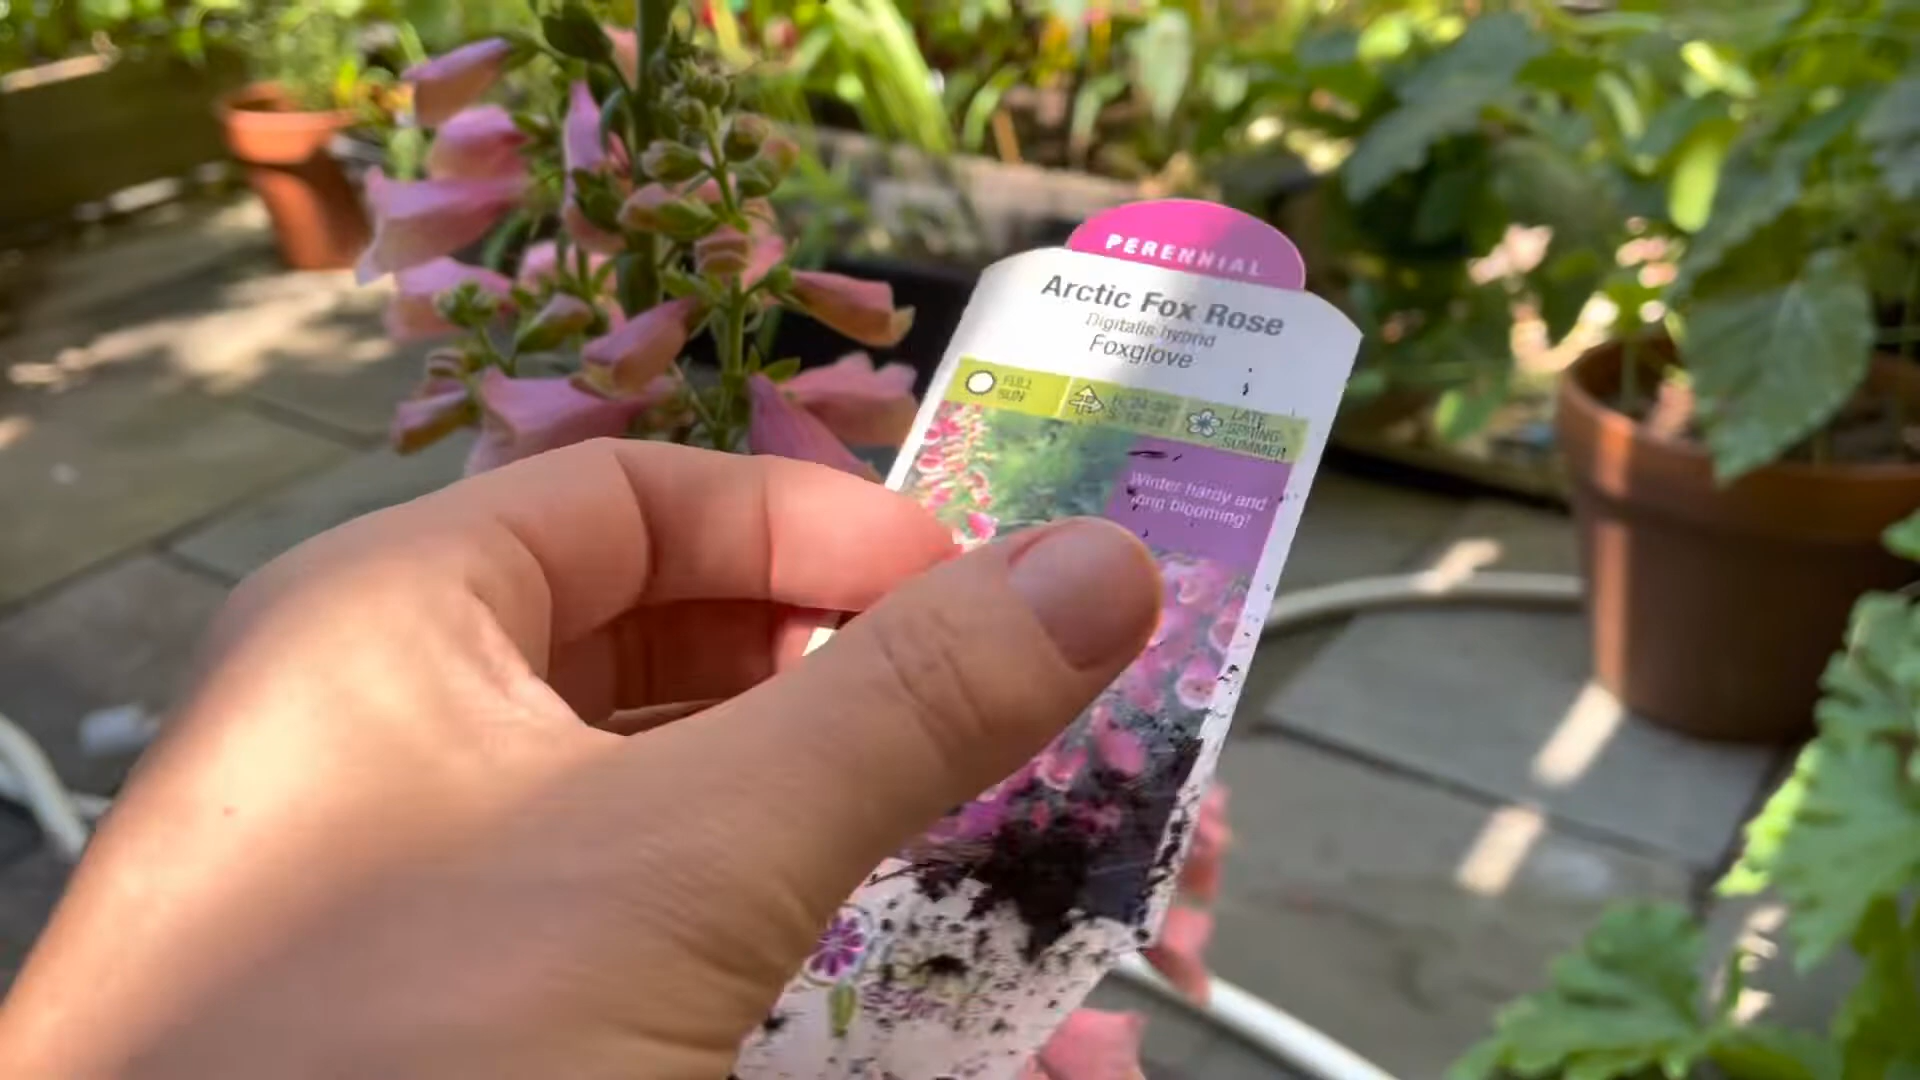 PERENNIAL
Arctic Fox Rose
Digitalis hybrid
Foxglove
FULL
SUN
LATE
SPRING
SUMMER
Winter hardy and
long blooming!